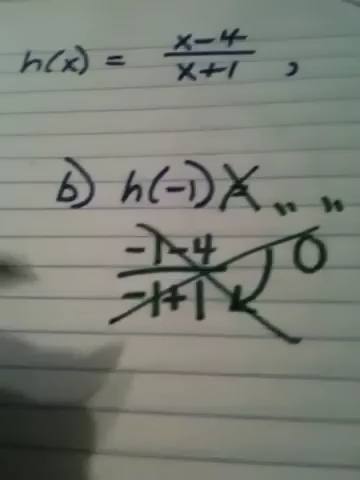 h(x) = x-4
x+1 ,
b) h(-1) = " "
-1-4
-1+1
0